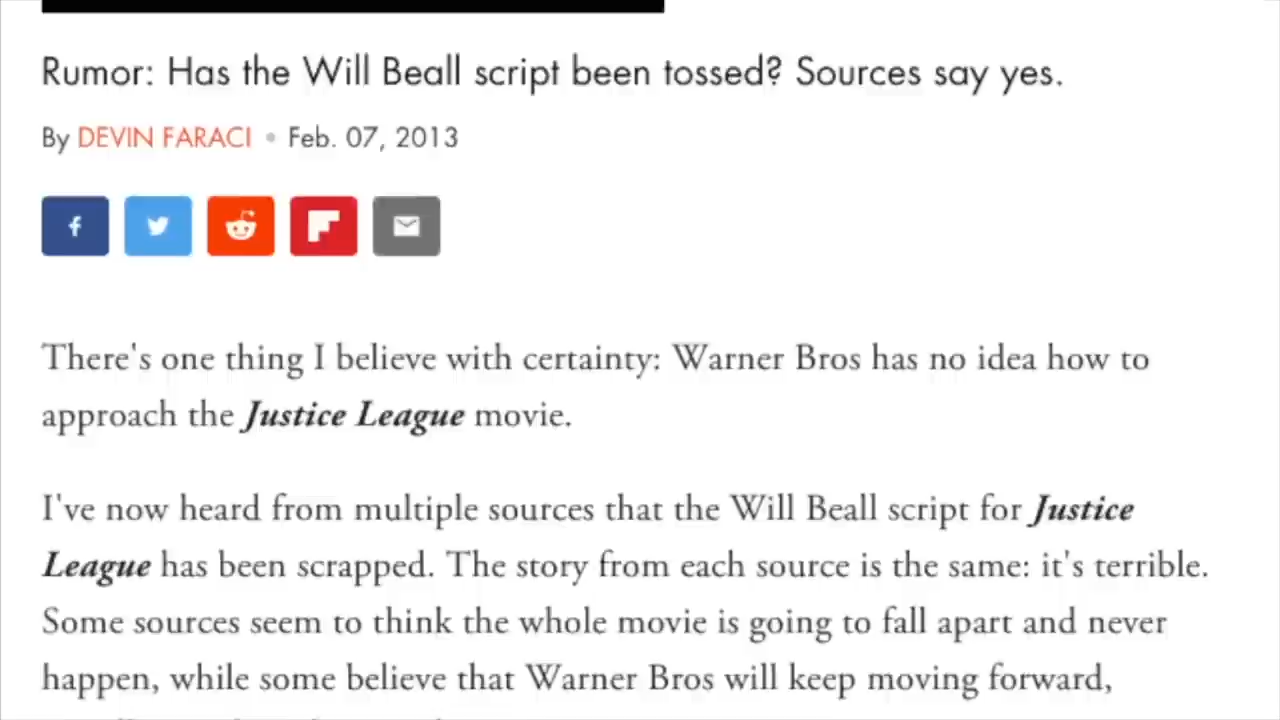 Rumor: Has the Will Beall script been tossed? Sources say yes.
By DEVIN FARACI • Feb. 07, 2013
There's one thing I believe with certainty: Warner Bros has no idea how to
approach the Justice League movie.
I've now heard from multiple sources that the Will Beall script for Justice
League has been scrapped. The story from each source is the same: it's terrible.
Some sources seem to think the whole movie is going to fall apart and never
happen, while some believe that Warner Bros will keep moving forward,